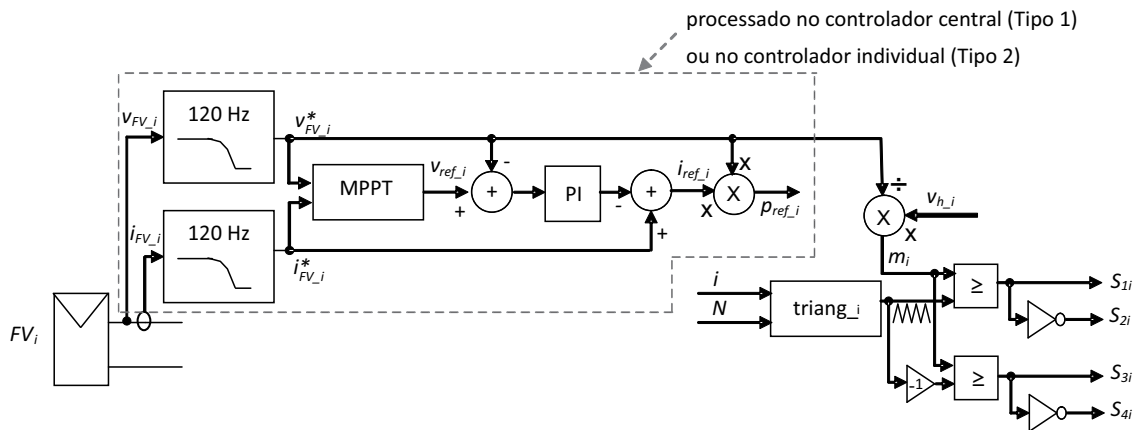 processado no controlador central (Tipo 1)
ou no controlador individual (Tipo 2)
120 Hz
v_FV_i
v*_FV_i
MPPT
v_ref_i
-
+
+
PI
-
+
+
i_ref_i
X
X
X
p_ref_i
÷
X
X
v_h_i
m_i
i_FV_i
120 Hz
i*_FV_i
FV_i
i
N
triang_i
-1
≥
S_1i
S_2i
≥
S_3i
S_4i